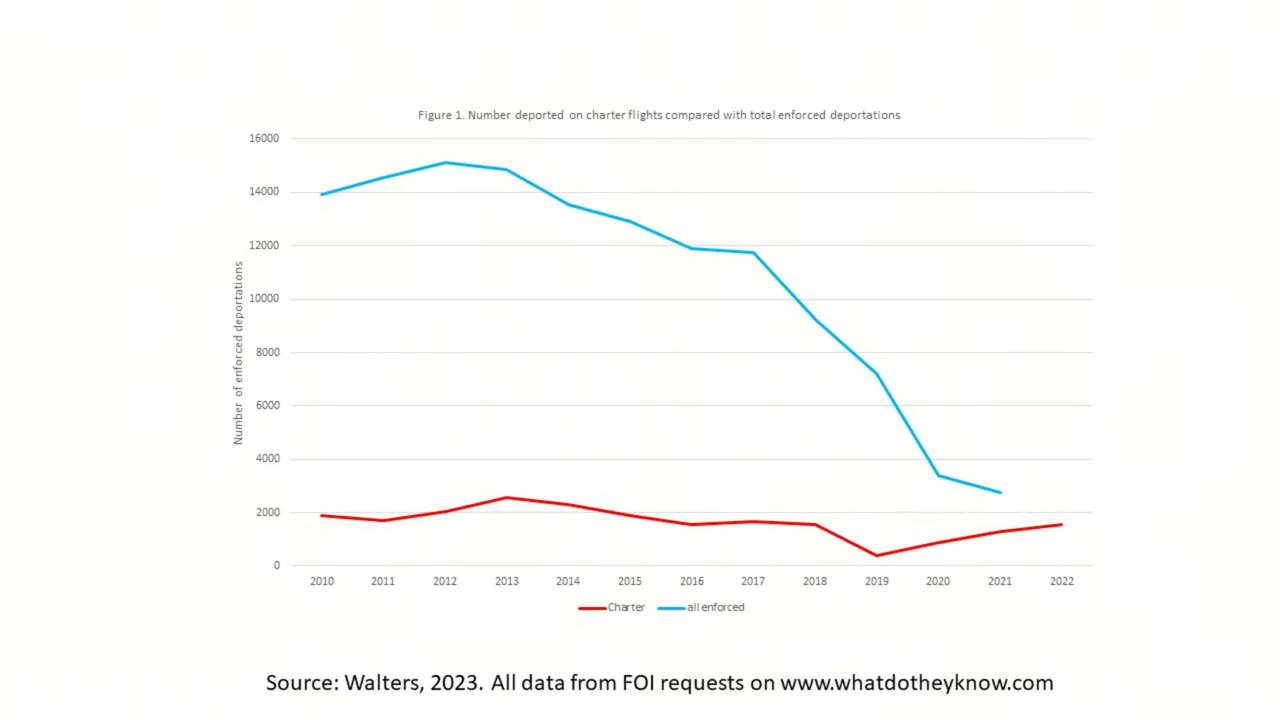 Figure 1. Number deported on charter flights compared with total enforced deportations
16000
14000
12000
10000
8000
6000
4000
2000
0
Number of enforced deportations
2010 2011 2012 2013 2014 2015 2016 2017 2018 2019 2020 2021 2022
Charter all enforced
Source: Walters, 2023. All data from FOI requests on www.whatdotheyknow.com